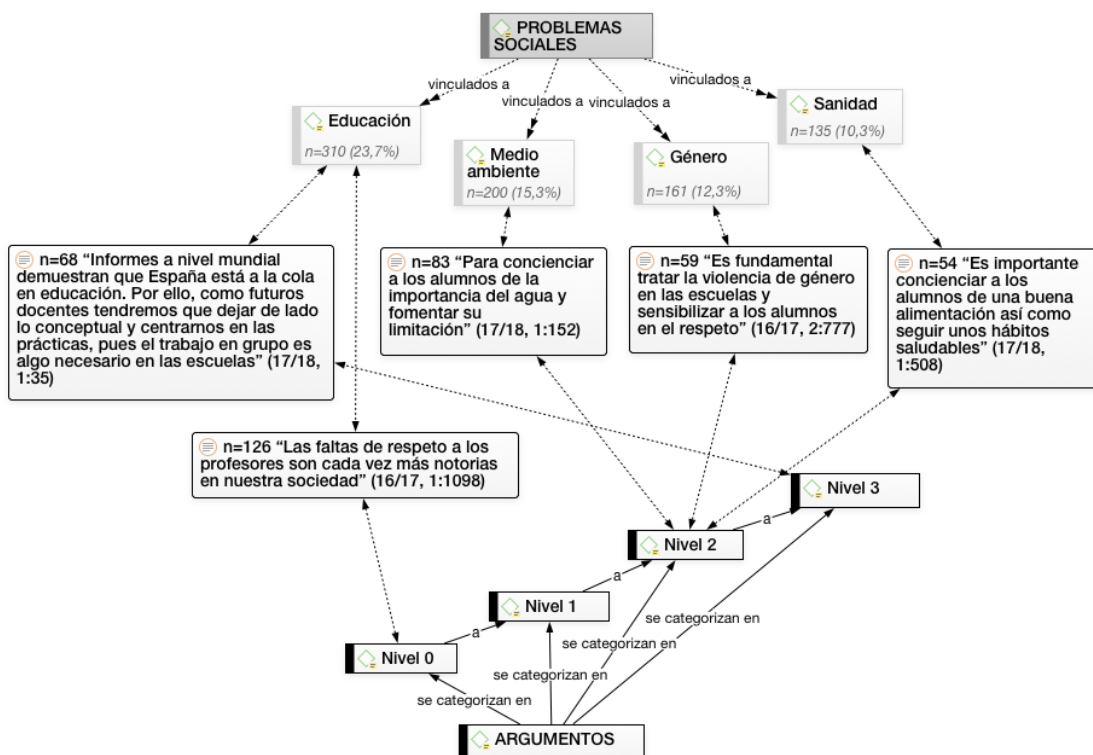 PROBLEMAS
SOCIALES
vinculados a
vinculados a
vinculados a
vinculados a
Educación
n=310 (23,7%)
Medio
ambiente
n=200 (15,3%)
Género
n=161 (12,3%)
Sanidad
n=135 (10,3%)
n=68 “Informes a nivel mundial
demuestran que España está a la cola
en educación. Por ello, como futuros
docentes tendremos que dejar de lado
lo conceptual y centrarnos en las
prácticas, pues el trabajo en grupo es
algo necesario en las escuelas” (17/18,
1:35)
n=83 “Para concienciar
a los alumnos de la
importancia del agua y
fomentar su
limitación” (17/18, 1:152)
n=59 “Es fundamental
tratar la violencia de género
en las escuelas y
sensibilizar a los alumnos
en el respeto” (16/17, 2:777)
n=54 “Es importante
concienciar a los
alumnos de una buena
alimentación así como
seguir unos hábitos
saludables” (17/18,
1:508)
n=126 “Las faltas de respeto a los
profesores son cada vez más notorias
en nuestra sociedad” (16/17, 1:1098)
Nivel 3
a
Nivel 2
a
Nivel 1
a
Nivel 0
se categorizan en
se categorizan en
se categorizan en
se categorizan en
ARGUMENTOS